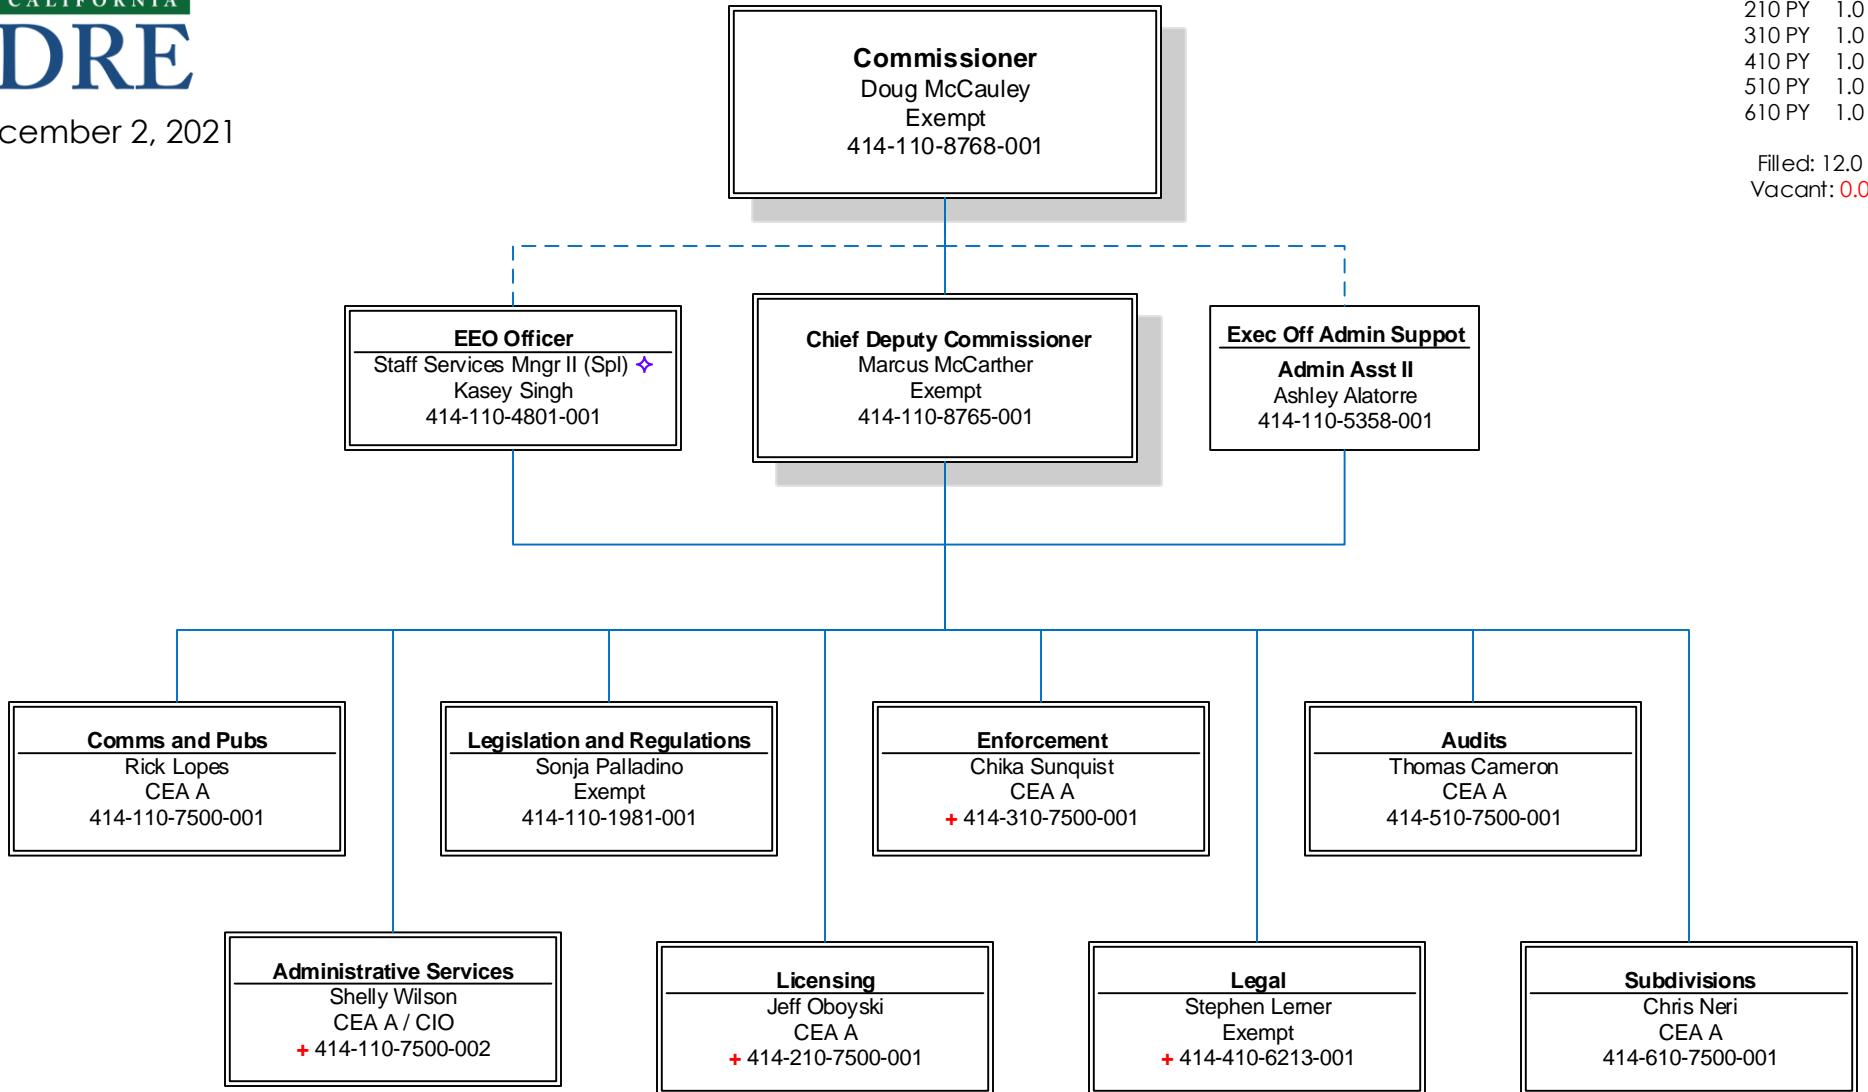 CALIFORNIA
DRE
cember 2, 2021
210 PY 1.0
310 PY 1.0
410 PY 1.0
510 PY 1.0
610 PY 1.0
Filled: 12.0
Vacant: 0.0
Commissioner
Doug McCauley
Exempt
414-110-8768-001
EEO Officer
Staff Services Mngr II (Spl)
Kasey Singh
414-110-4801-001
Chief Deputy Commissioner
Marcus McCarther
Exempt
414-110-8765-001
Exec Off Admin Suppot
Admin Asst II
Ashley Alatorre
414-110-5358-001
Comms and Pubs
Rick Lopes
CEA A
414-110-7500-001
Legislation and Regulations
Sonja Palladino
Exempt
414-110-1981-001
Enforcement
Chika Sunquist
CEA A
+ 414-310-7500-001
Audits
Thomas Cameron
CEA A
414-510-7500-001
Administrative Services
Shelly Wilson
CEA A / CIO
+ 414-110-7500-002
Licensing
Jeff Oboyski
CEA A
+ 414-210-7500-001
Legal
Stephen Lerner
Exempt
+ 414-410-6213-001
Subdivisions
Chris Neri
CEA A
414-610-7500-001